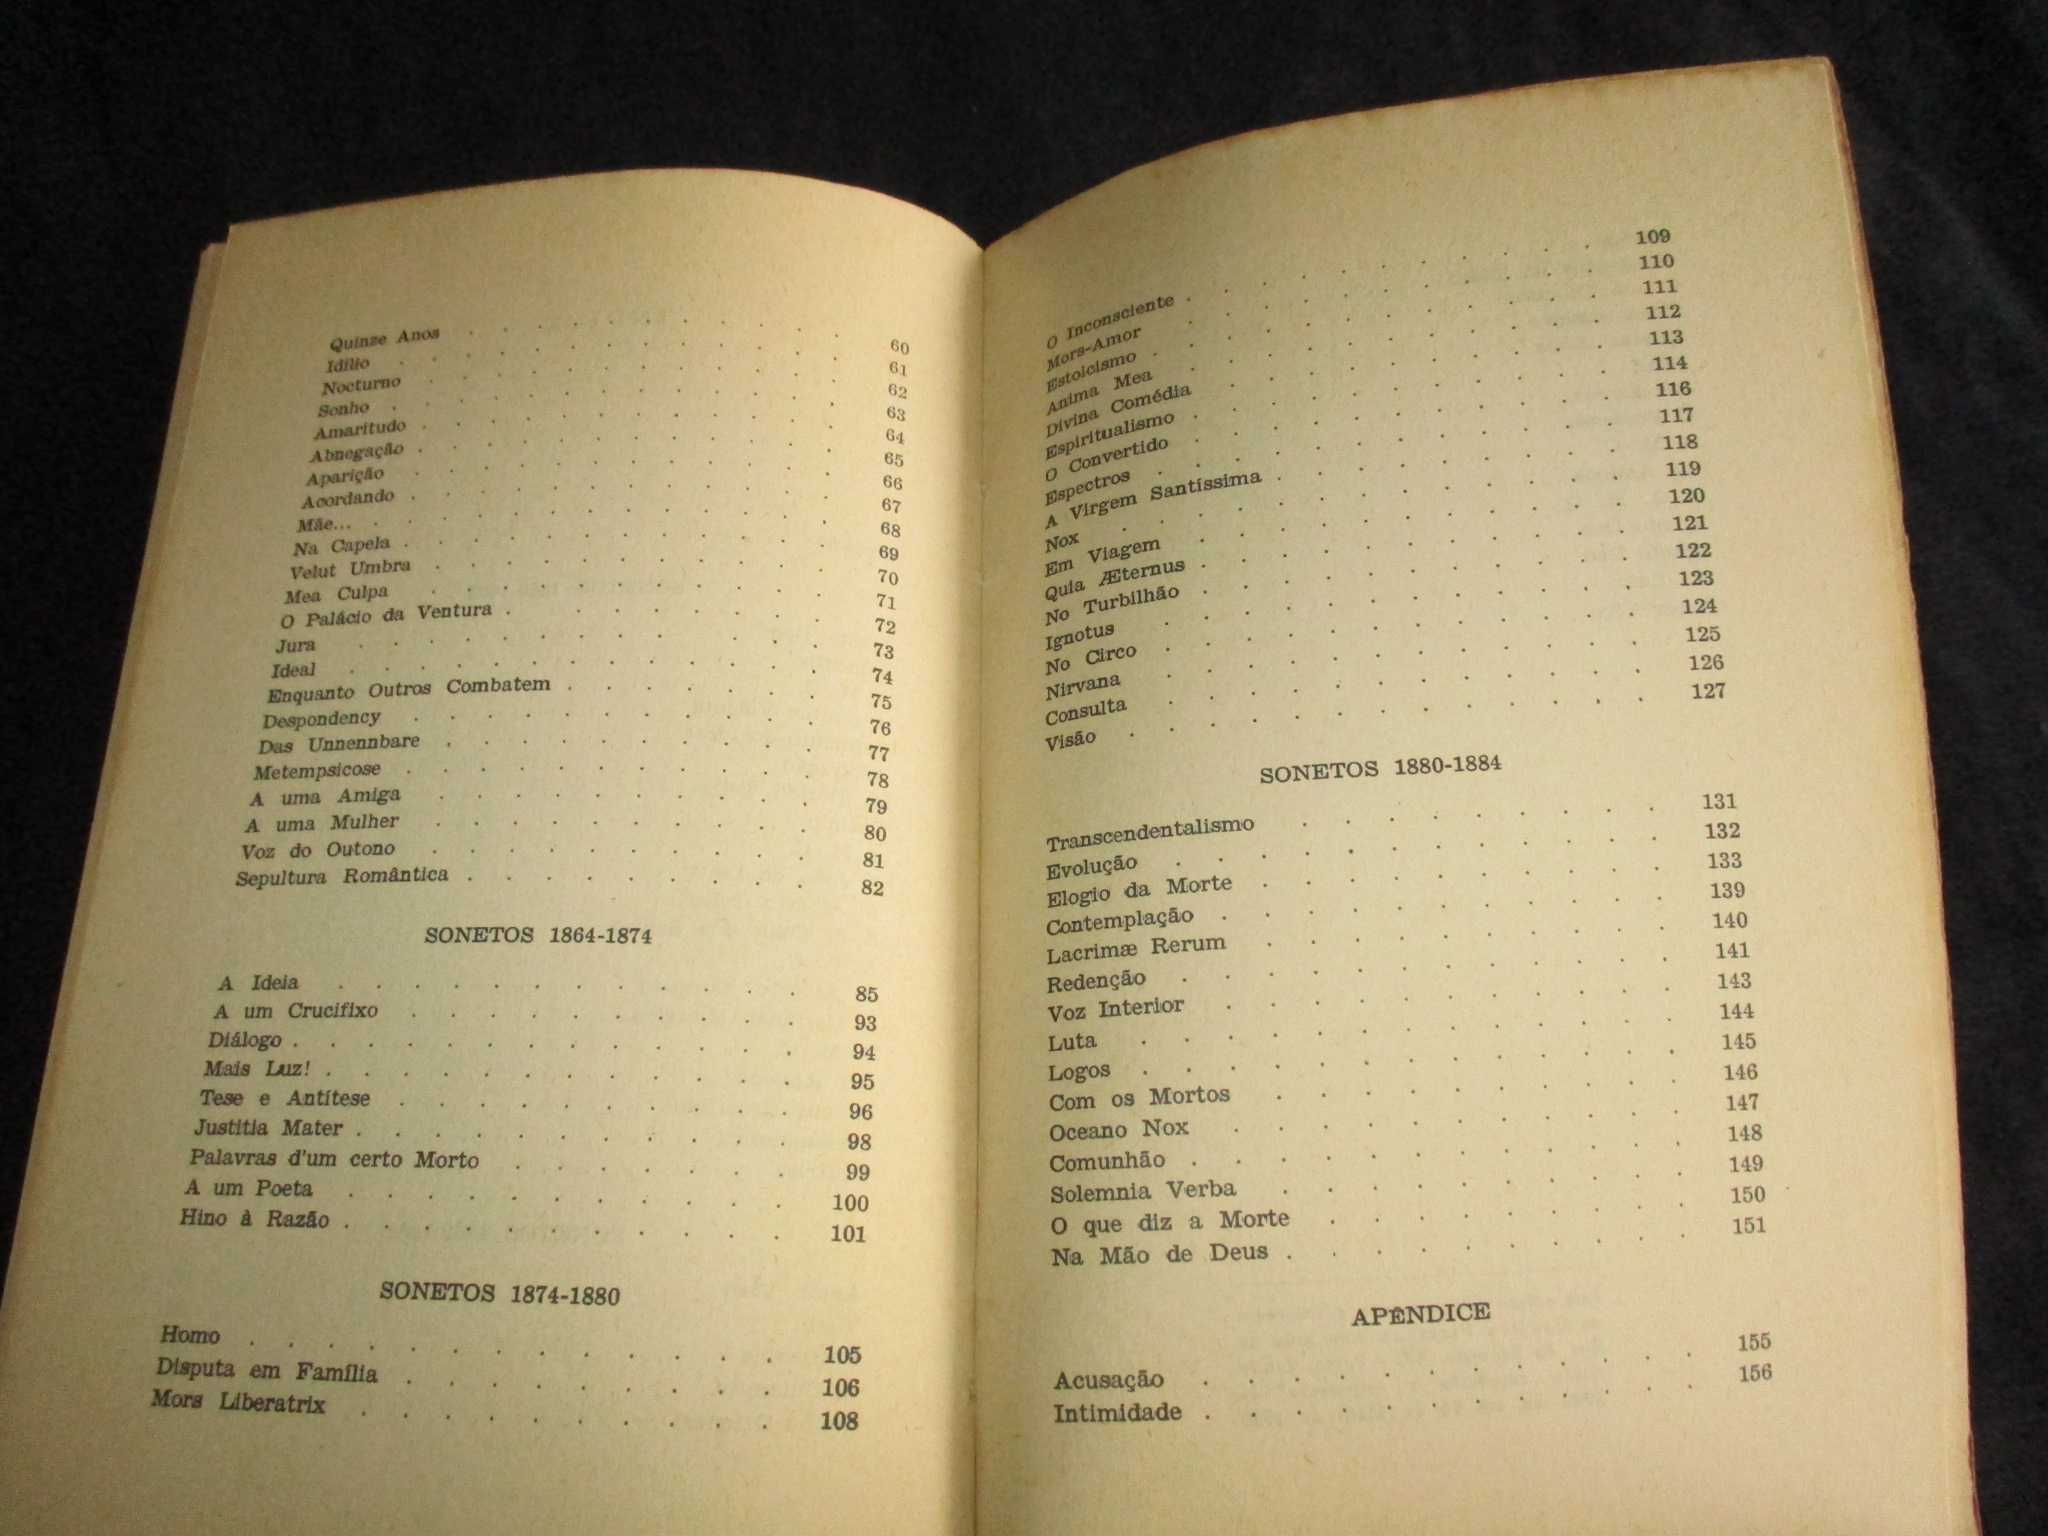 Quinze Anos . . . . . . . . . . . . 60
Idílio . . . . . . . . . . . . 61
Nocturno . . . . . . . . . . . . 62
Sonho . . . . . . . . . . . . 63
Amaritudo . . . . . . . . . . . . 64
Abnegação . . . . . . . . . . . . 65
Aparição . . . . . . . . . . . . 66
Acordando . . . . . . . . . . . . 67
Mãe... . . . . . . . . . . . . 68
Na Capela . . . . . . . . . . . . 69
Velut Umbra . . . . . . . . . . . 70
Mea Culpa . . . . . . . . . . . 71
O Palácio da Ventura . . . . . . . . 72
Jura . . . . . . . . . . . . 73
Ideal . . . . . . . . . . . . 74
Enquanto Outros Combatem . . . . . . . 75
Despondency . . . . . . . . . . . 76
Das Unnennbare . . . . . . . . . . 77
Metempsicose . . . . . . . . . . . 78
A uma Amiga . . . . . . . . . . 79
A uma Mulher . . . . . . . . . . 80
Voz do Outono . . . . . . . . . . 81
Sepultura Romântica . . . . . . . . . 82
SONETOS 1864-1874
A Ideia . . . . . . . . . . . . 85
A um Crucifixo . . . . . . . . . . 93
Diálogo . . . . . . . . . . . . . 94
Mais Luz! . . . . . . . . . . . . 95
Tese e Antítese . . . . . . . . . . 96
Justitia Mater . . . . . . . . . . . 98
Palavras d'um certo Morto . . . . . . . 99
A um Poeta . . . . . . . . . . . 100
Hino à Razão . . . . . . . . . . . 101
SONETOS 1874-1880
Homo . . . . . . . . . . . . . 105
Disputa em Família . . . . . . . . . 106
Mors Liberatrix . . . . . . . . . . 108
O Inconsciente . . . . . . . . . . . 109
Mors-Amor . . . . . . . . . . . 110
Estoicismo . . . . . . . . . . . . 111
Anima Mea . . . . . . . . . . . 112
Divina Comédia . . . . . . . . . . 113
Espiritualismo . . . . . . . . . . . 114
O Convertido . . . . . . . . . . . 116
Espectros . . . . . . . . . . . . 117
A Virgem Santíssima . . . . . . . . . 118
Nox . . . . . . . . . . . . . 119
Em Viagem . . . . . . . . . . . 120
Quia Æternus . . . . . . . . . . . 121
No Turbilhão . . . . . . . . . . . 122
Ignotus . . . . . . . . . . . . 123
No Circo . . . . . . . . . . . . 124
Nirvana . . . . . . . . . . . . 125
Consulta . . . . . . . . . . . . 126
Visão . . . . . . . . . . . . . 127
SONETOS 1880-1884
Transcendentalismo . . . . . . . . . 131
Evolução . . . . . . . . . . . . 132
Elogio da Morte . . . . . . . . . . 133
Contemplação . . . . . . . . . . . 139
Lacrimæ Rerum . . . . . . . . . . 140
Redenção . . . . . . . . . . . . 141
Voz Interior . . . . . . . . . . . 143
Luta . . . . . . . . . . . . . 144
Logos . . . . . . . . . . . . . 145
Com os Mortos . . . . . . . . . . 146
Oceano Nox . . . . . . . . . . . 147
Comunhão . . . . . . . . . . . . 148
Solemnia Verba . . . . . . . . . . 149
O que diz a Morte . . . . . . . . . 150
Na Mão de Deus . . . . . . . . . . 151
APÊNDICE
Acusação . . . . . . . . . . . . 155
Intimidade . . . . . . . . . . . . 156